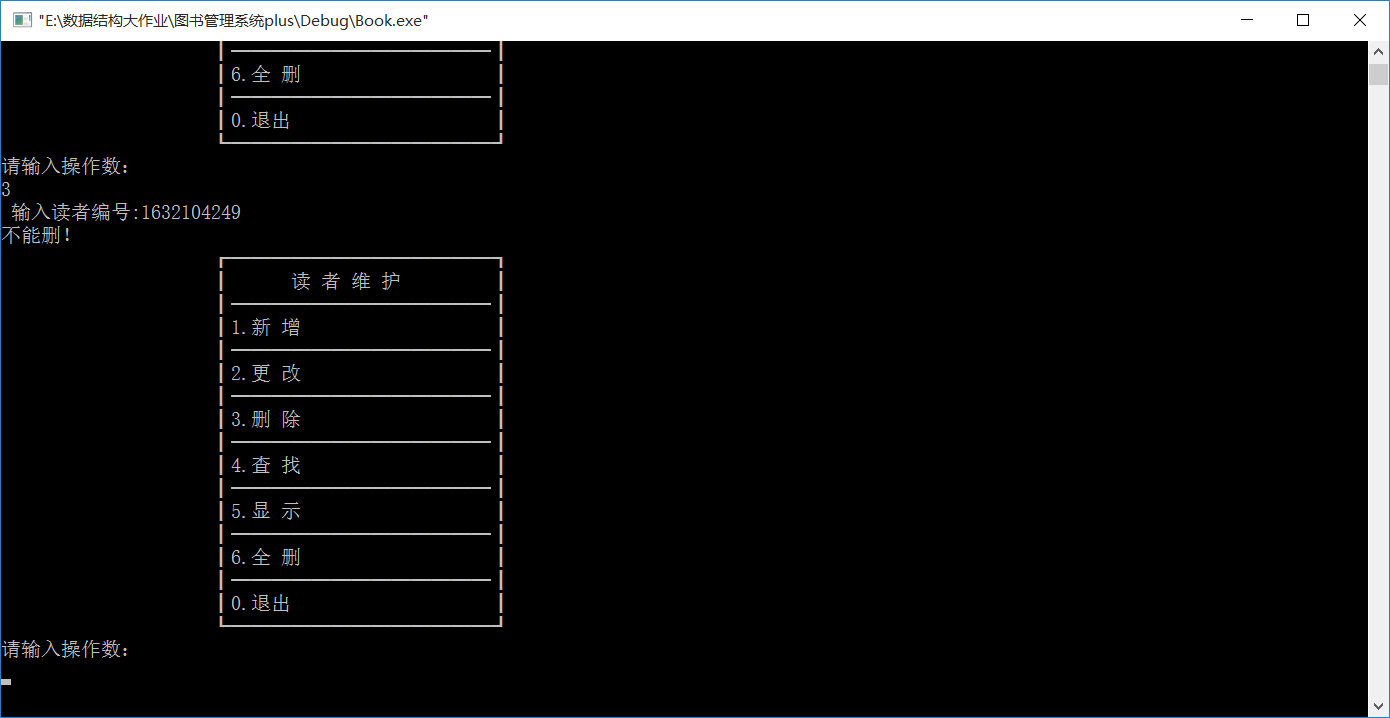 "E:\数据结构大作业\图书管理系统plus\Debug\Book.exe"
6.全 删
0.退出
请输入操作数：
3
输入读者编号:1632104249
不能删！
读 者 维 护
1.新 增
2.更 改
3.删 除
4.查 找
5.显 示
6.全 删
0.退出
请输入操作数：